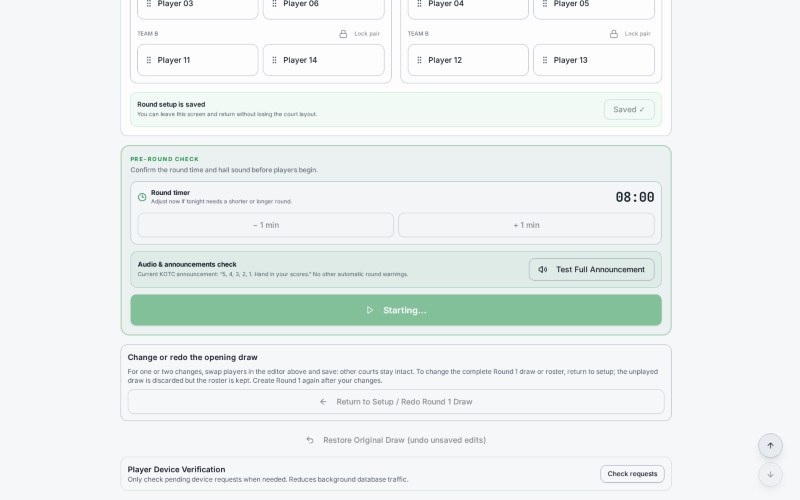 Player 03
Player 06
Player 04
Player 05
TEAM B
Lock pair
TEAM B
Lock pair
Player 11
Player 14
Player 12
Player 13
Round setup is saved
You can leave this screen and return without losing the court layout.
Saved ✓
PRE-ROUND CHECK
Confirm the round time and hall sound before players begin.
Round timer
Adjust now if tonight needs a shorter or longer round.
08:00
− 1 min
+ 1 min
Audio & announcements check
Current KOTC announcement: “5, 4, 3, 2, 1. Hand in your scores.” No other automatic round warnings.
Test Full Announcement
Starting...
Change or redo the opening draw
For one or two changes, swap players in the editor above and save: other courts stay intact. To change the complete Round 1 draw or roster, return to setup; the unplayed
draw is discarded but the roster is kept. Create Round 1 again after your changes.
Return to Setup / Redo Round 1 Draw
Restore Original Draw (undo unsaved edits)
Player Device Verification
Only check pending device requests when needed. Reduces background database traffic.
Check requests